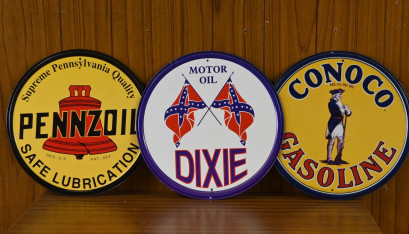 Supreme Pennsylvania Quality
PENNZOIL
SAFE LUBRICATION
MOTOR
OIL
DIXIE
CONOCO
GASOLINE